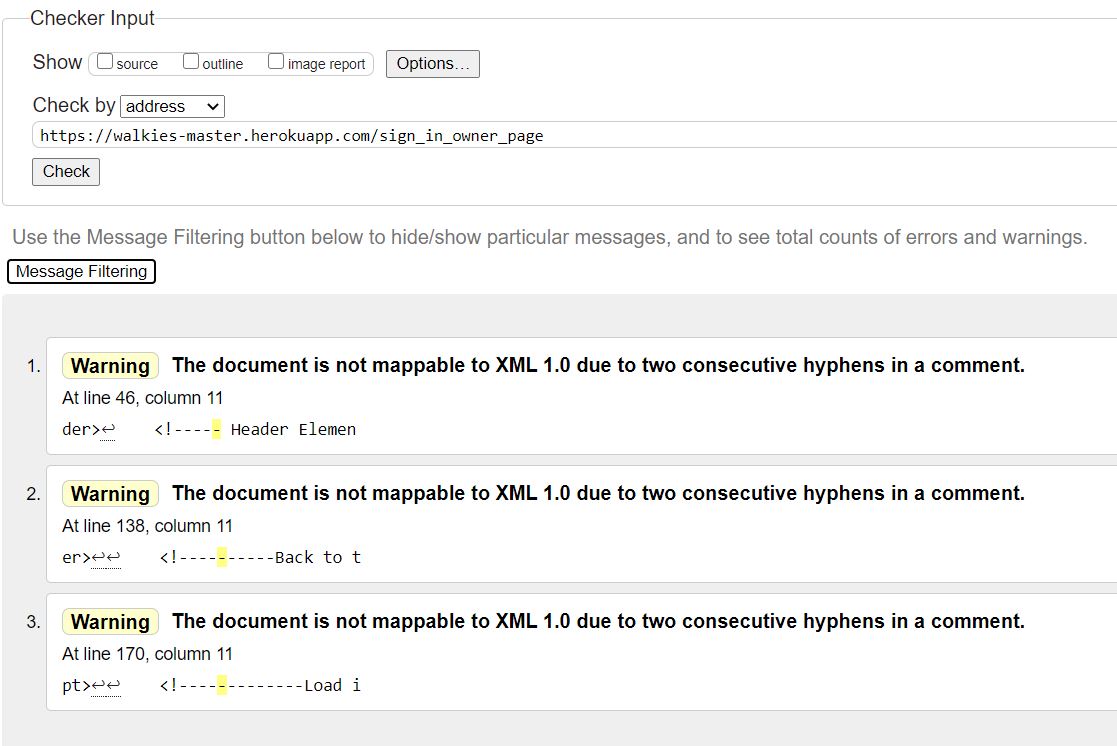 Checker Input
Show source outline image report Options...
Check by address
https://walkies-master.herokuapp.com/sign_in_owner_page
Check
Use the Message Filtering button below to hide/show particular messages, and to see total counts of errors and warnings.
Message Filtering
1. Warning The document is not mappable to XML 1.0 due to two consecutive hyphens in a comment.
At line 46, column 11
der>↩    <!----- Header Elemen
2. Warning The document is not mappable to XML 1.0 due to two consecutive hyphens in a comment.
At line 138, column 11
er>↩↩    <!----------Back to t
3. Warning The document is not mappable to XML 1.0 due to two consecutive hyphens in a comment.
At line 170, column 11
pt>↩↩    <!-------------Load i